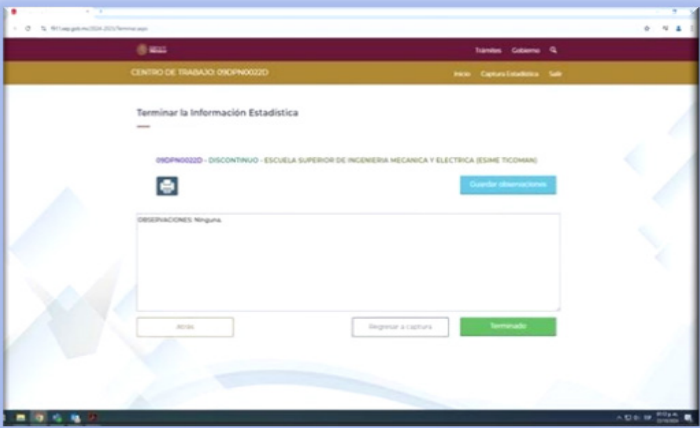 Trámites Gobierno
CENTRO DE TRABAJO: 09DPN0022D
Inicio Captura Estadística Salir
Terminar la Información Estadística
09DPN0022D - DISCONTINUO - ESCUELA SUPERIOR DE INGENIERIA MECANICA Y ELECTRICA (ESIME TICOMAN)
Guardar observaciones
OBSERVACIONES: Ninguna.
Atrás
Regresar a captura
Terminado